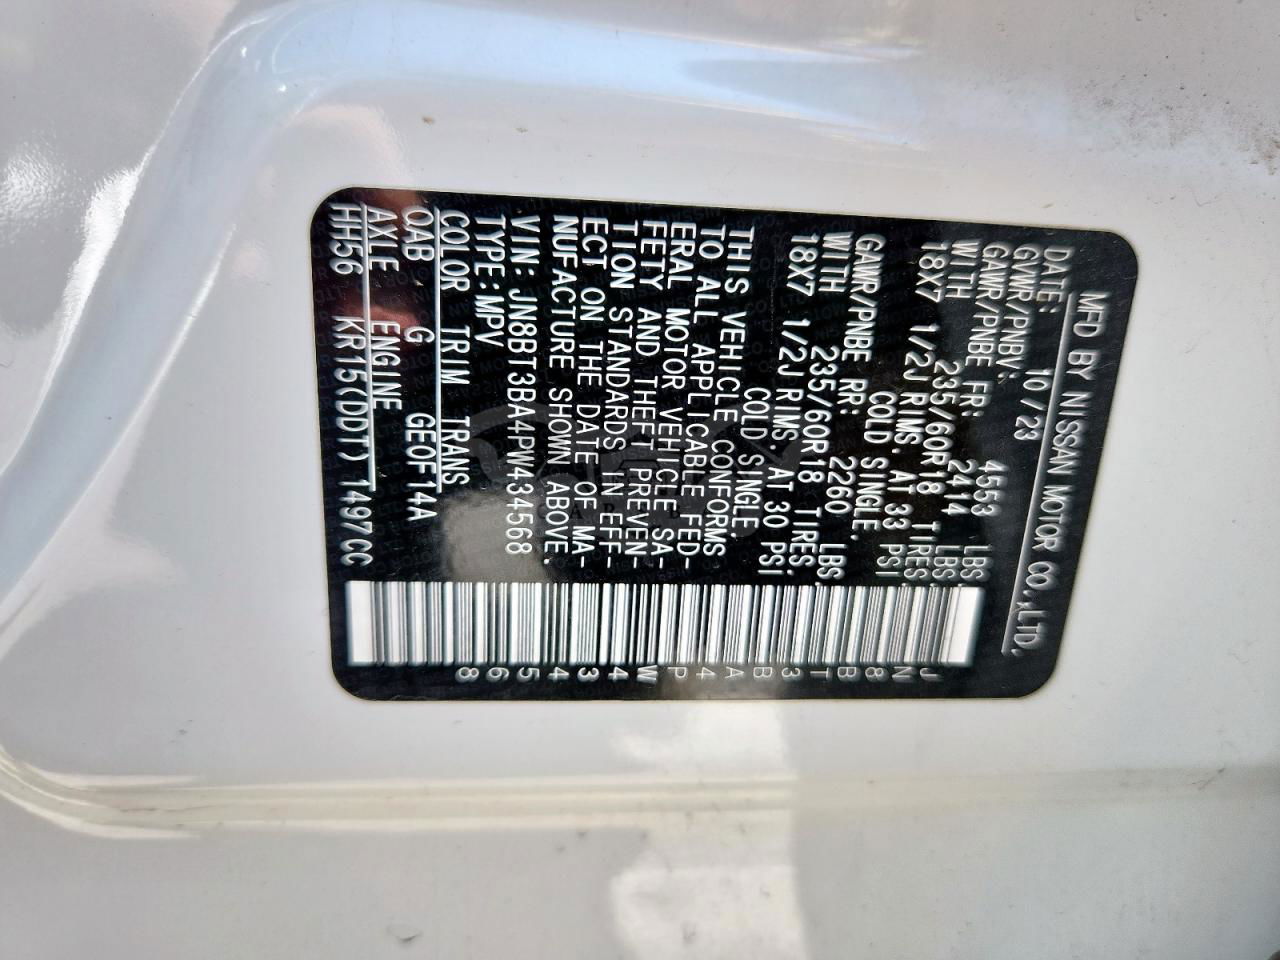 MFD BY NISSAN MOTOR CO.,LTD.
DATE: 10/23
GVWR/PNBV: 4553 LBS
GAWR/PNBE FR: 2414 LBS.
WITH 235/60R18 TIRES,
18X7 1/2J RIMS. AT 33 PSI
COLD SINGLE.
GAWR/PNBE RR: 2260 LBS.
WITH 235/60R18 TIRES.
18X7 1/2J RIMS. AT 30 PSI
COLD SINGLE.
THIS VEHICLE CONFORMS
TO ALL APPLICABLE FED-
ERAL MOTOR VEHICLE SA-
FETY AND THEFT PREVEN-
TION STANDARDS IN EFF-
ECT ON THE DATE OF MA-
NUFACTURE SHOWN ABOVE.
VIN: JN8BT3BA4PW434568
TYPE:MPV
COLOR TRIM TRANS
QAB G GEOF14A
AXLE ENGINE
HH56 KR15(DDT) 1497CC
JN8BT3BA4PW434568